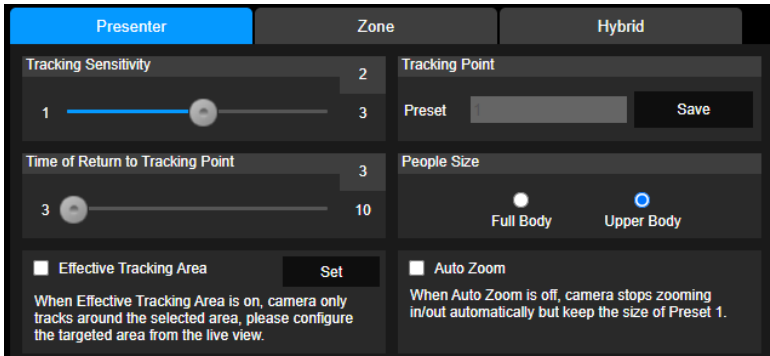 Presenter
Zone
Hybrid
Tracking Sensitivity
2
1
3
Tracking Point
Preset
1
Save
Time of Return to Tracking Point
3
3
10
People Size
Full Body
Upper Body
Effective Tracking Area
Set
When Effective Tracking Area is on, camera only
tracks around the selected area, please configure
the targeted area from the live view.
Auto Zoom
When Auto Zoom is off, camera stops zooming
in/out automatically but keep the size of Preset 1.